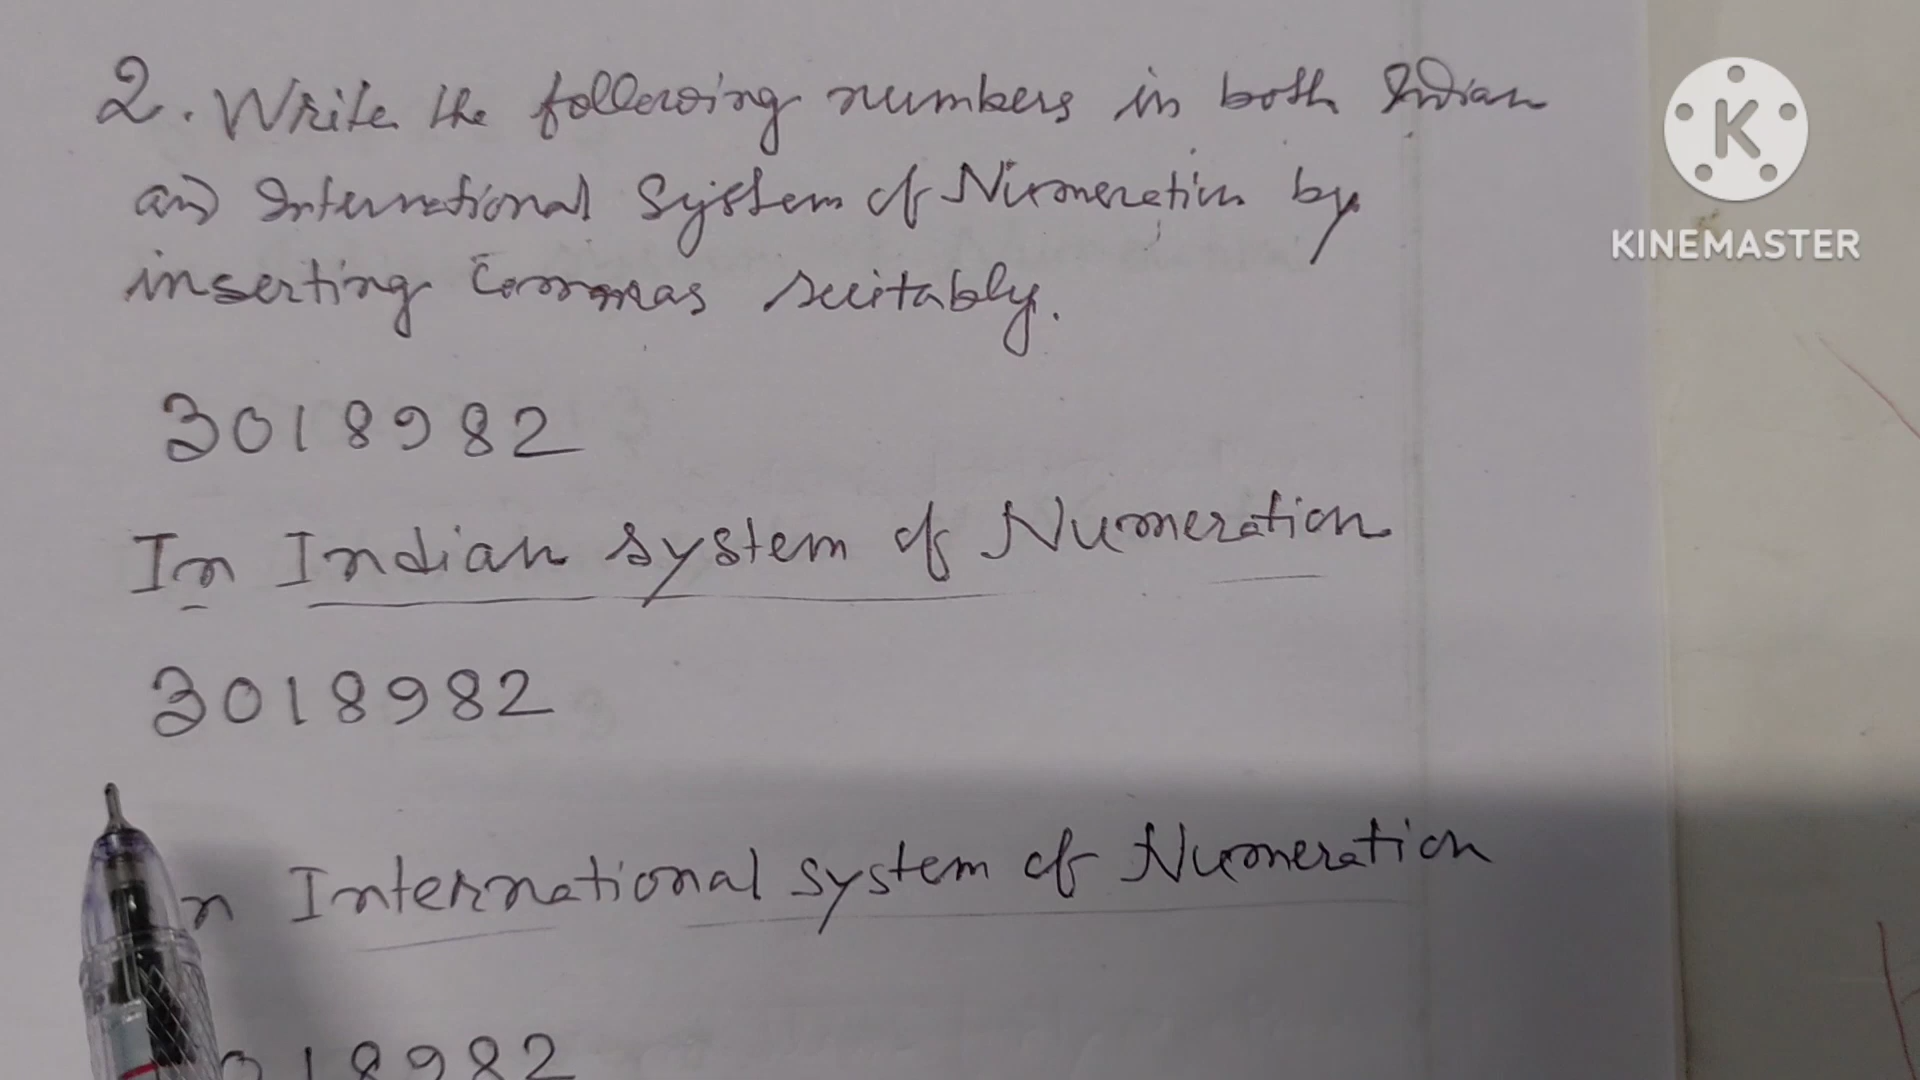 2. Write the following numbers in both Indian
and International System of Numeration by
inserting Commas suitably.
3018982
In Indian system of Numeration
3018982
n International system of Numeration
18982
K
KINEMASTER